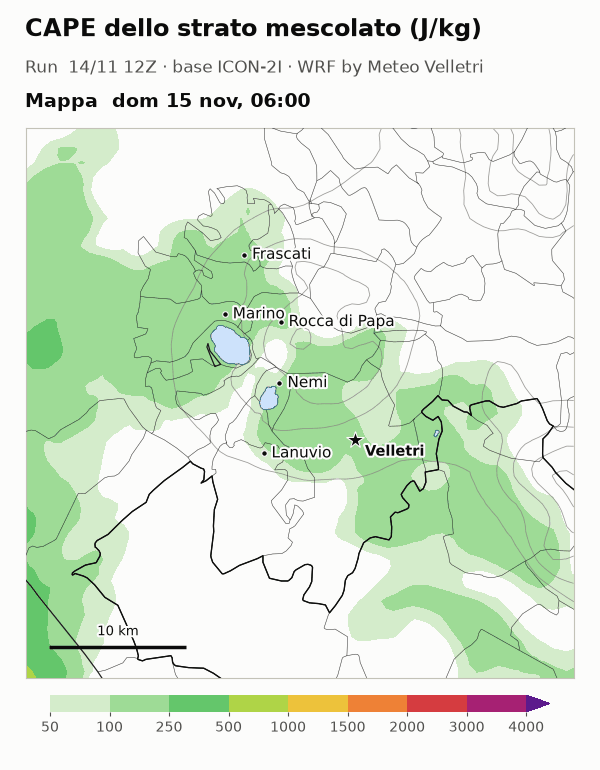 CAPE dello strato mescolato (J/kg)
Run  14/11 12Z · base ICON-2I · WRF by Meteo Velletri
Mappa  dom 15 nov, 06:00
Frascati
Marino
Rocca di Papa
Nemi
Velletri
Lanuvio
10 km
50 100 250 500 1000 1500 2000 3000 4000